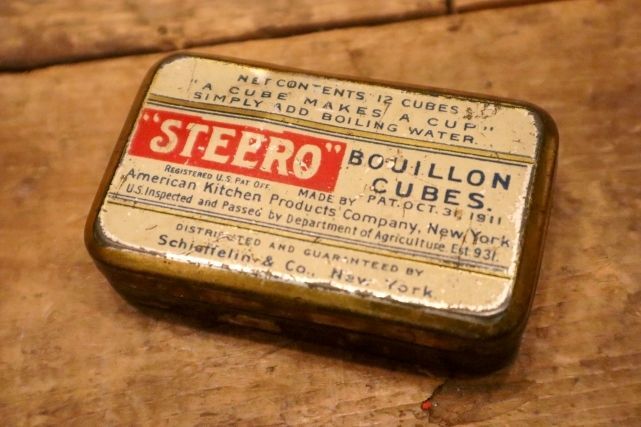 NET CONTENTS 12 CUBES
"A CUBE MAKES A CUP"
SIMPLY ADD BOILING WATER.
"STEERO" BOUILLON CUBES.
REGISTERED U.S. PAT OFF.
MADE BY PAT. OCT. 31, 1911
American Kitchen Products Company, New York
U.S. Inspected and Passed by Department of Agriculture Est 931.
DISTRIBUTED AND GUARANTEED BY
Schieffelin & Co., New York